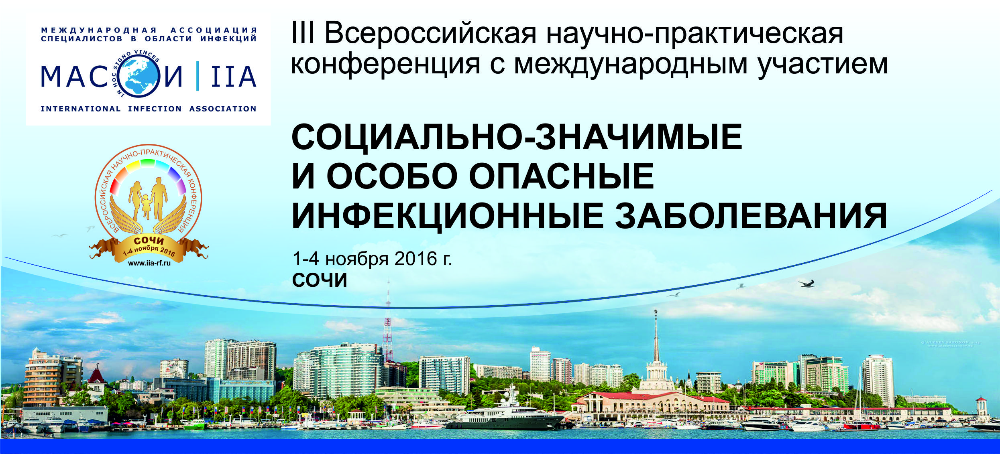 МЕЖДУНАРОДНАЯ АССОЦИАЦИЯ
СПЕЦИАЛИСТОВ В ОБЛАСТИ ИНФЕКЦИЙ
IN HOC SIGNO VINCES
МАСОИ | IIA
INTERNATIONAL INFECTION ASSOCIATION
III Всероссийская научно-практическая
конференция с международным участием
СОЦИАЛЬНО-ЗНАЧИМЫЕ
И ОСОБО ОПАСНЫЕ
ИНФЕКЦИОННЫЕ ЗАБОЛЕВАНИЯ
1-4 ноября 2016 г.
СОЧИ
ВСЕРОССИЙСКАЯ НАУЧНО-ПРАКТИЧЕСКАЯ КОНФЕРЕНЦИЯ
СОЧИ
1-4 ноября 2016
www.iia-rf.ru
© ALEXEY SAZONOV
www.alexeysazonov.ru